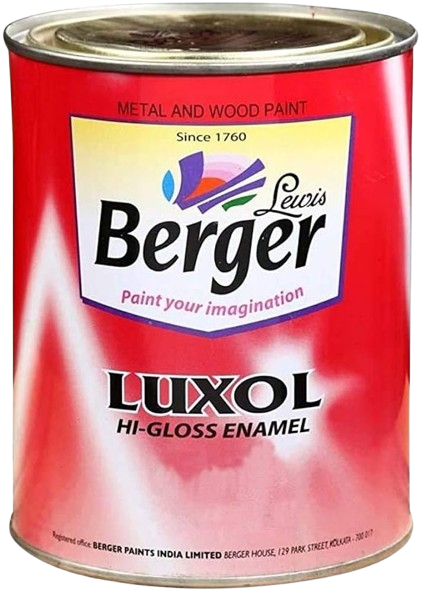 METAL AND WOOD PAINT
Since 1760
Lewis
Berger
Paint your imagination
LUXOL
HI-GLOSS ENAMEL
Registered office: BERGER PAINTS INDIA LIMITED BERGER HOUSE, 129 PARK STREET, KOLKATA - 700 017